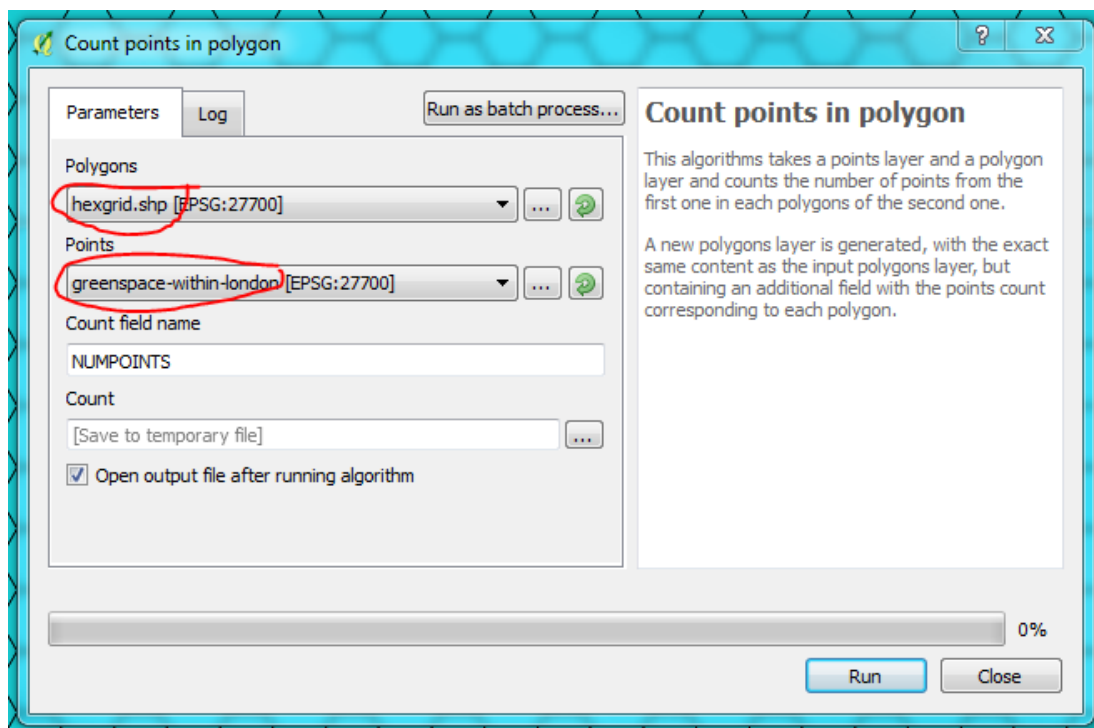 Count points in polygon
?
Parameters
Log
Run as batch process...
Polygons
hexgrid.shp [EPSG:27700]
...
Points
greenspace-within-london [EPSG:27700]
...
Count field name
NUMPOINTS
Count
[Save to temporary file]
...
Open output file after running algorithm
Count points in polygon
This algorithms takes a points layer and a polygon
layer and counts the number of points from the
first one in each polygons of the second one.
A new polygons layer is generated, with the exact
same content as the input polygons layer, but
containing an additional field with the points count
corresponding to each polygon.
0%
Run
Close